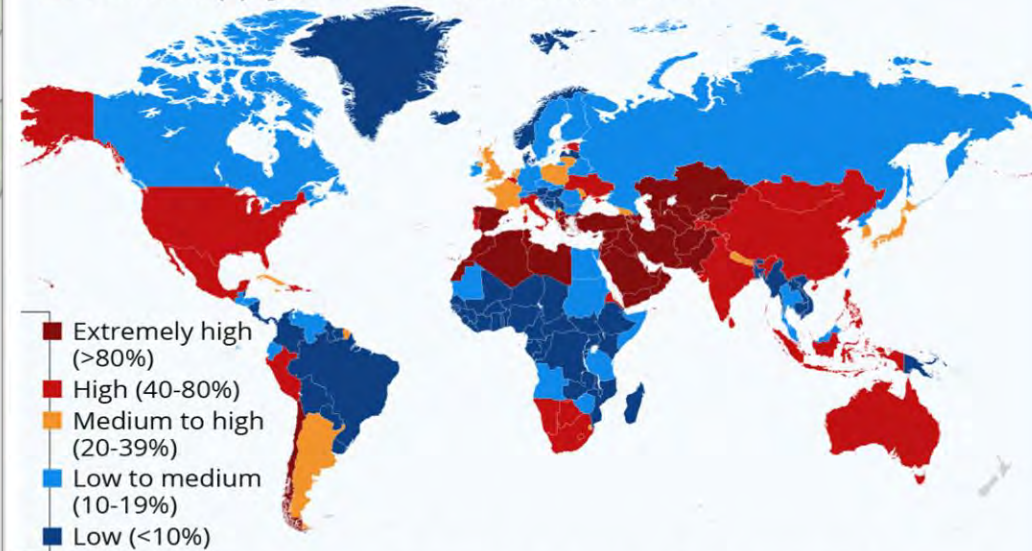 Extremely high
(>80%)
High (40-80%)
Medium to high
(20-39%)
Low to medium
(10-19%)
Low (<10%)